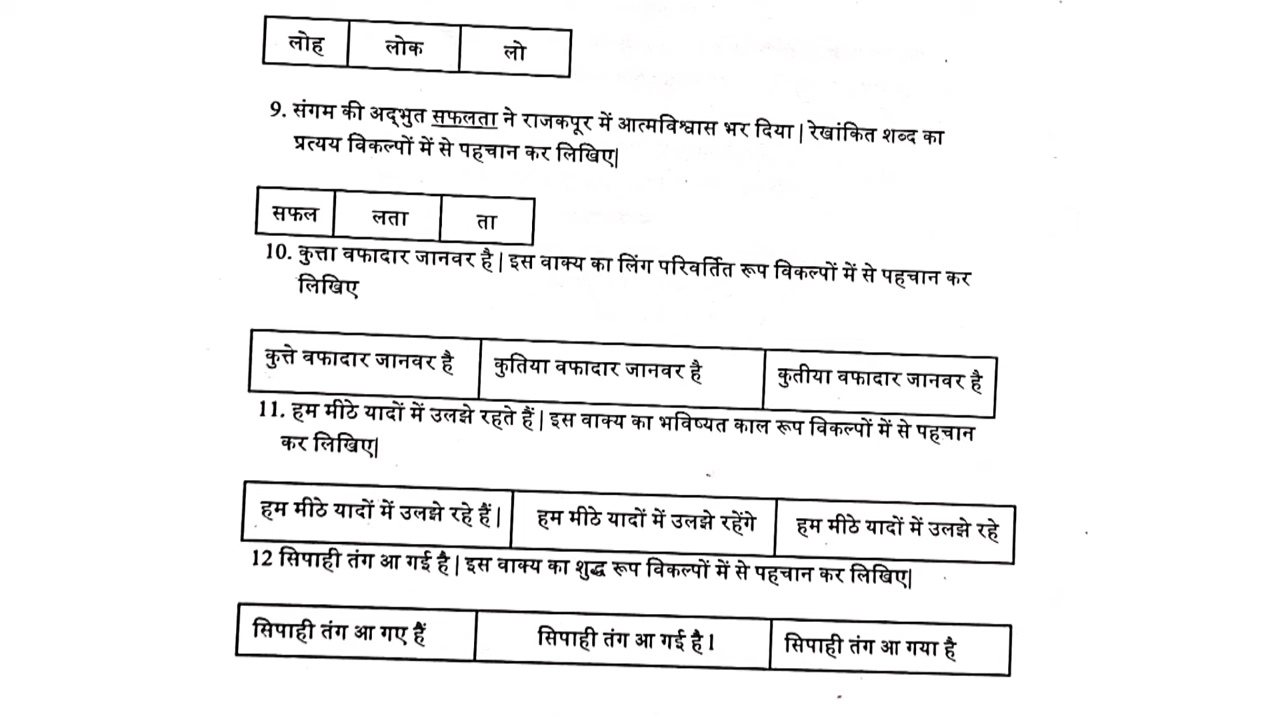 लोह लोक लो
9. संगम की अद्भुत सफलता ने राजकपूर में आत्मविश्वास भर दिया | रेखांकित शब्द का
प्रत्यय विकल्पों में से पहचान कर लिखिए|
सफल लता ता
10. कुत्ता वफादार जानवर है | इस वाक्य का लिंग परिवर्तित रूप विकल्पों में से पहचान कर
लिखिए
कुत्ते वफादार जानवर है कुतिया वफादार जानवर है कुतीया वफादार जानवर है
11. हम मीठे यादों में उलझे रहते हैं | इस वाक्य का भविष्यत काल रूप विकल्पों में से पहचान
कर लिखिए|
हम मीठे यादों में उलझे रहे हैं | हम मीठे यादों में उलझे रहेंगे हम मीठे यादों में उलझे रहे
12 सिपाही तंग आ गई है | इस वाक्य का शुद्ध रूप विकल्पों में से पहचान कर लिखिए|
सिपाही तंग आ गए हैं सिपाही तंग आ गई है l सिपाही तंग आ गया है